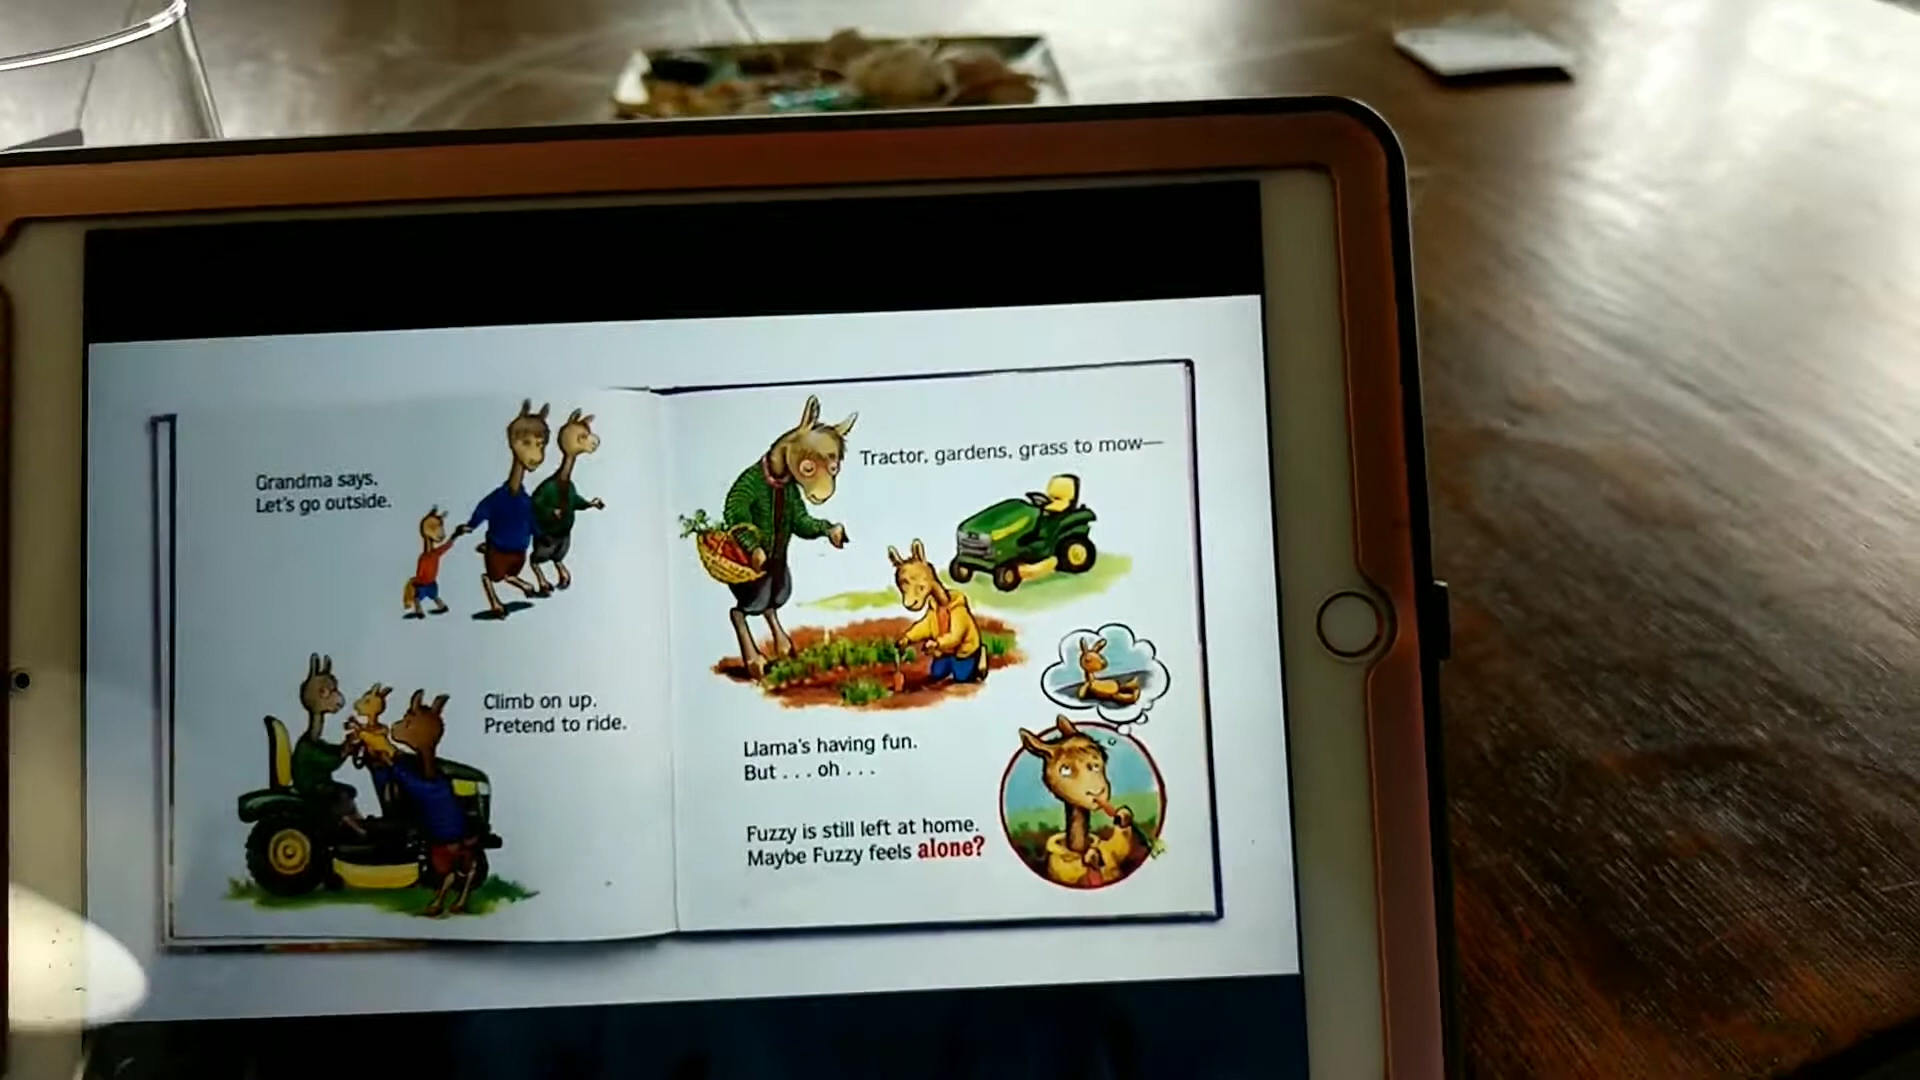 Grandma says,
Let's go outside.
Climb on up.
Pretend to ride.
Tractor, gardens, grass to mow—
Llama's having fun.
But . . . oh . . .
Fuzzy is still left at home.
Maybe Fuzzy feels alone?